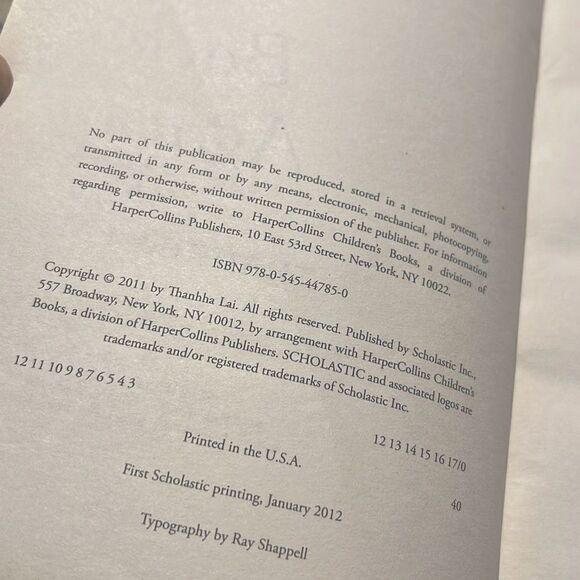 No part of this publication may be reproduced, stored in a retrieval system, or
transmitted in any form or by any means, electronic, mechanical, photocopying,
recording, or otherwise, without written permission of the publisher. For information
regarding permission, write to HarperCollins Children's Books, a division of
HarperCollins Publishers, 10 East 53rd Street, New York, NY 10022.
ISBN 978-0-545-44785-0
Copyright © 2011 by Thanhha Lai. All rights reserved. Published by Scholastic Inc.,
557 Broadway, New York, NY 10012, by arrangement with HarperCollins Children's
Books, a division of HarperCollins Publishers. SCHOLASTIC and associated logos are
trademarks and/or registered trademarks of Scholastic Inc.
12 11 10 9 8 7 6 5 4 3 12 13 14 15 16 17/0
Printed in the U.S.A. 40
First Scholastic printing, January 2012
Typography by Ray Shappell